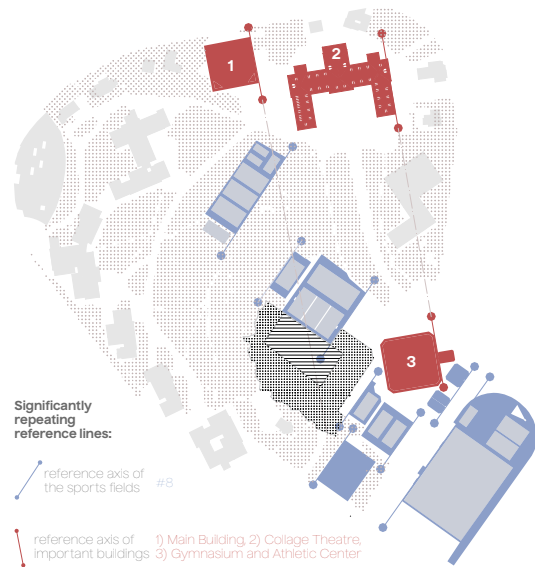 1
2
3
Significantly
repeating
reference lines:
reference axis of
the sports fields
#8
reference axis of
important buildings
1) Main Building, 2) Collage Theatre,
3) Gymnasium and Athletic Center